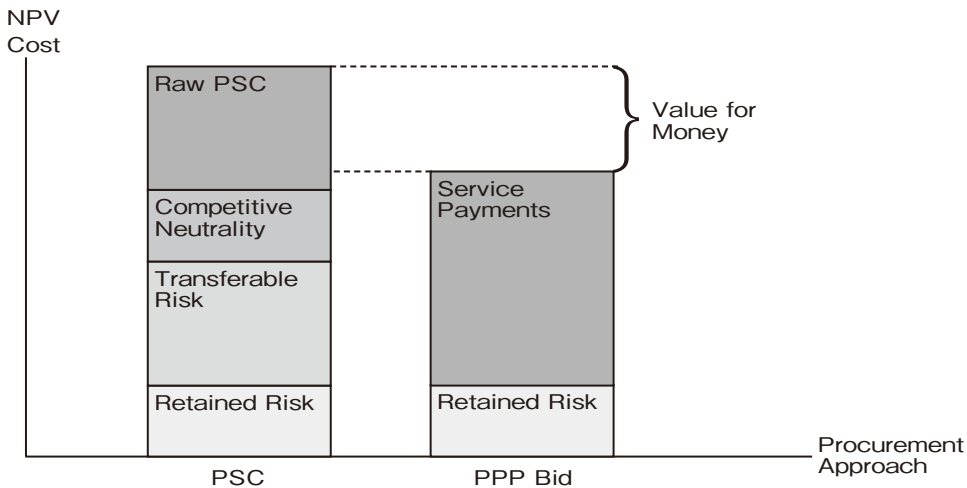 NPV
Cost
Raw PSC
Value for
Money
Service
Payments
Competitive
Neutrality
Transferable
Risk
Retained Risk
Retained Risk
Procurement
Approach
PSC
PPP Bid